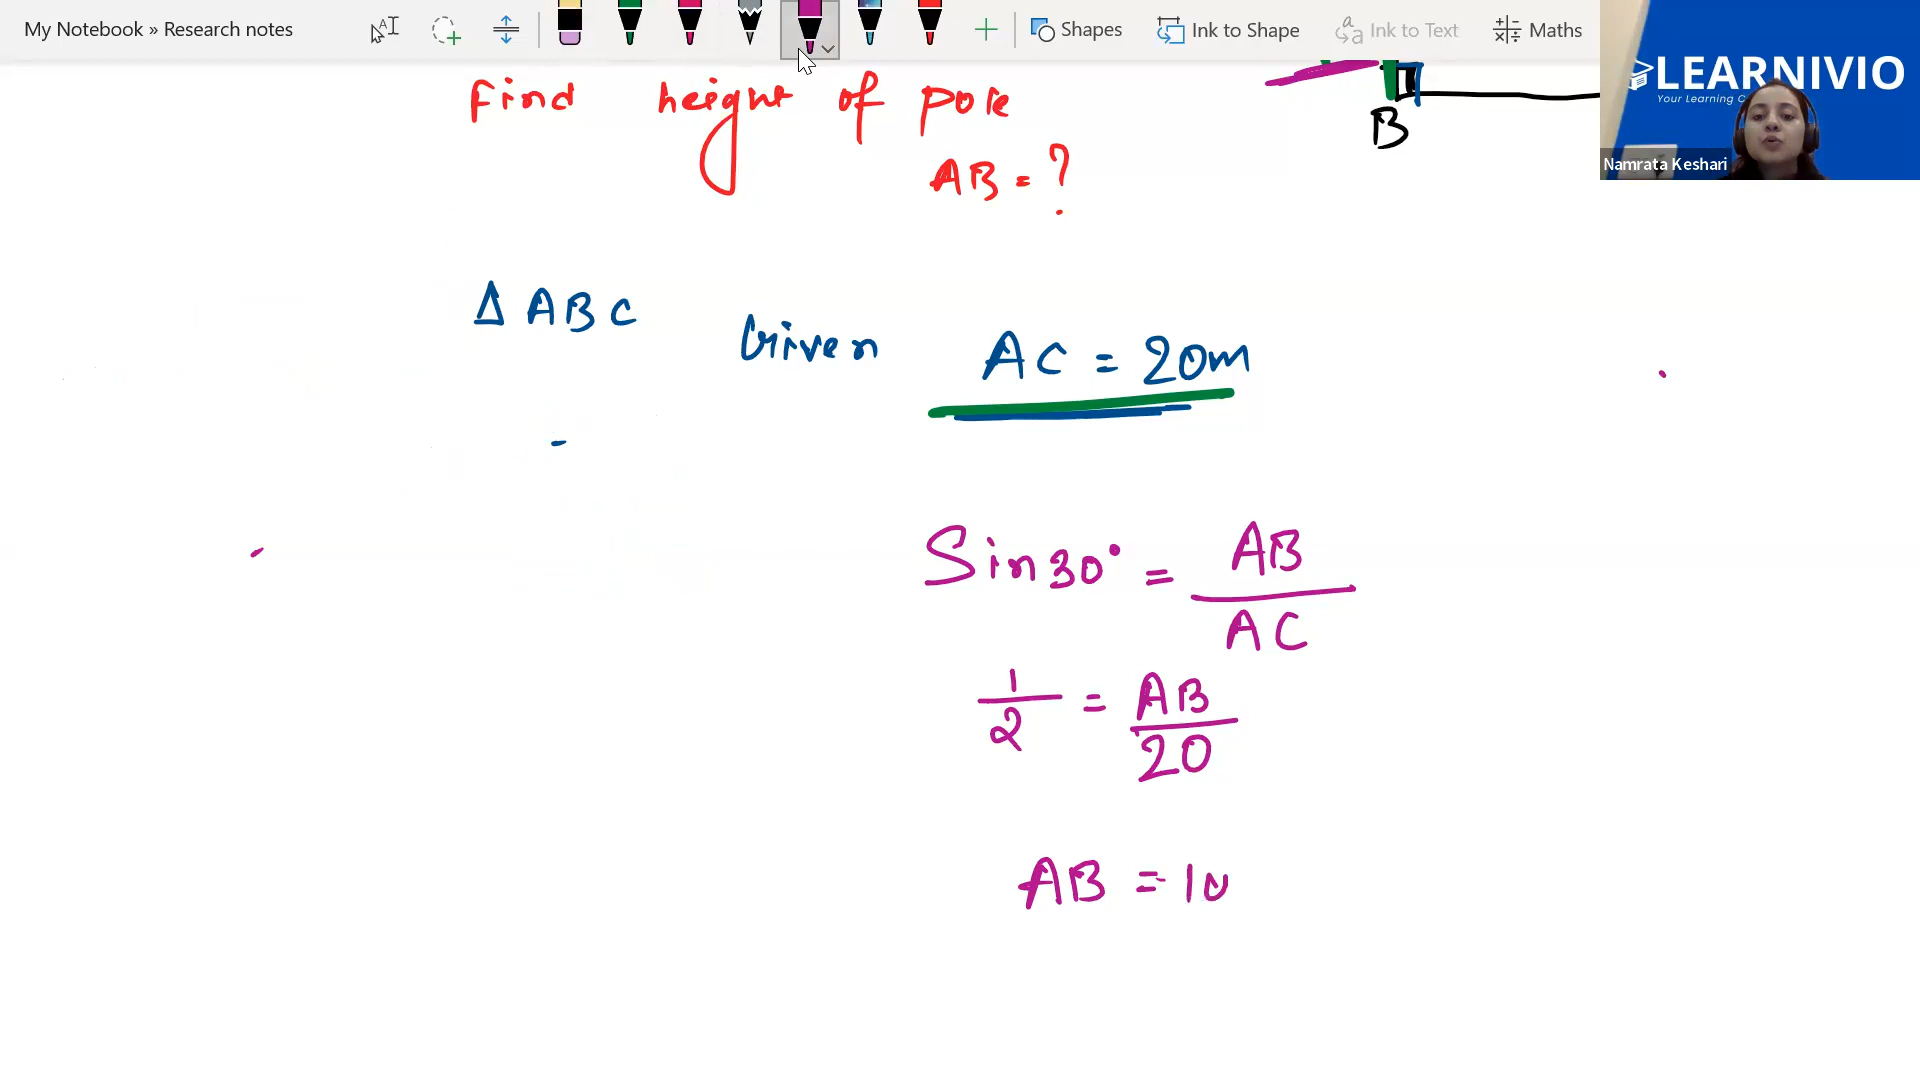 My Notebook » Research notes
Shapes
Ink to Shape
Ink to Text
Maths
LEARNIVIO
Your Learning C
Namrata Keshari
Find height of pole
AB = ?
B
Δ ABC
Given AC = 20m
Sin 30° = AB
AC
1
2
= AB
20
AB = 10